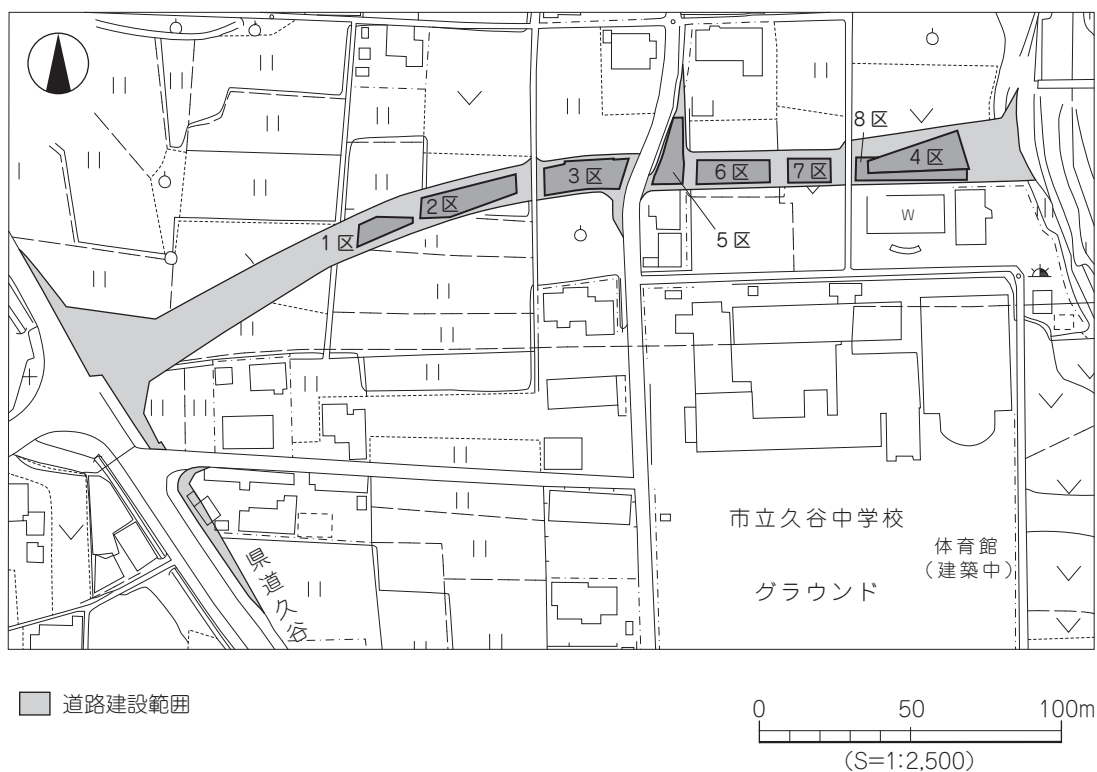 8区
4区
3区
6区
7区
2区
1区
5区
W
市立久谷中学校
体育館
(建築中)
グラウンド
県道久谷
道路建設範囲
0 50 100m
(S=1:2,500)